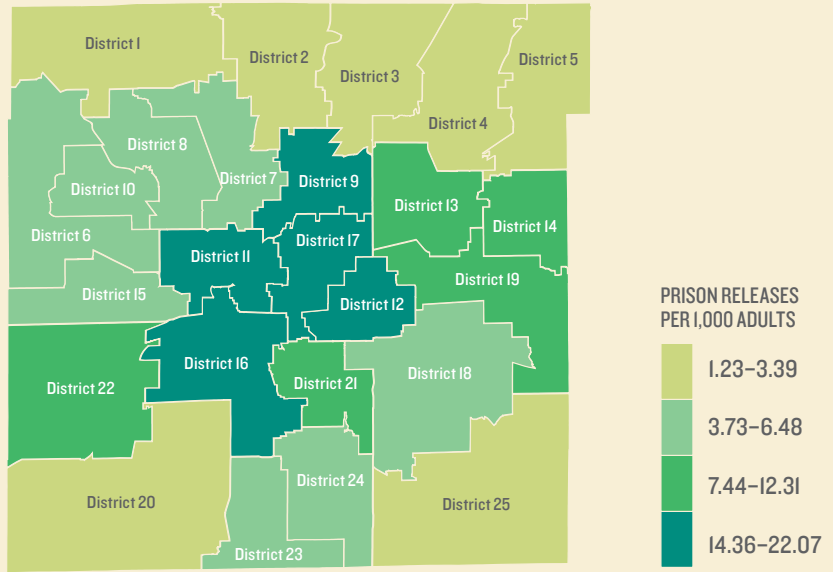 District 1
District 2
District 3
District 4
District 5
District 8
District 7
District 9
District 10
District 13
District 14
District 6
District 11
District 17
District 19
District 15
District 12
District 22
District 16
District 21
District 18
District 20
District 24
District 25
District 23
PRISON RELEASES
PER 1,000 ADULTS
1.23–3.39
3.73–6.48
7.44–12.31
14.36–22.07